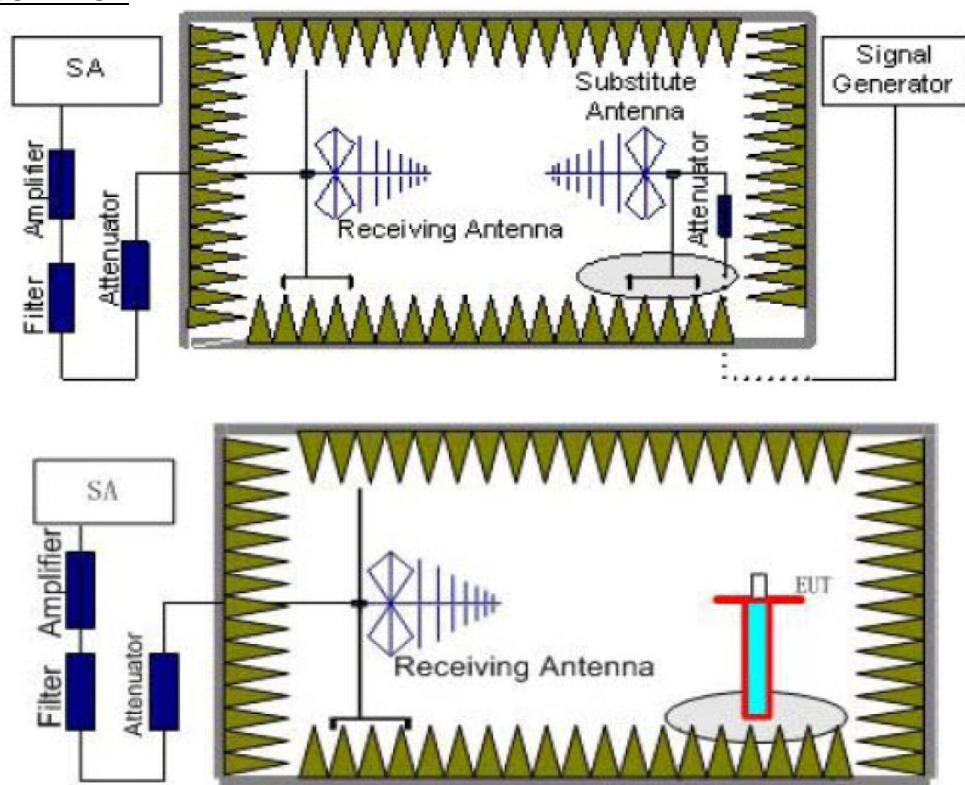 SA
Signal
Generator
Substitute
Antenna
Amplifier
Attenuator
Attenuator
Receiving Antenna
Filter
SA
Amplifier
EUT
Receiving Antenna
Filter
Attenuator